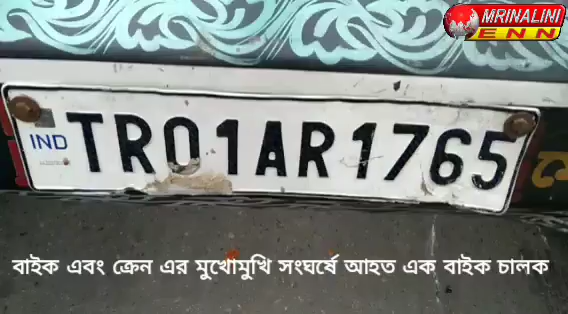 MRINALINI
ENN
IND
TR01AR1765
বাইক এবং ক্রেন এর মুখোমুখি সংঘর্ষে আহত এক বাইক চালক